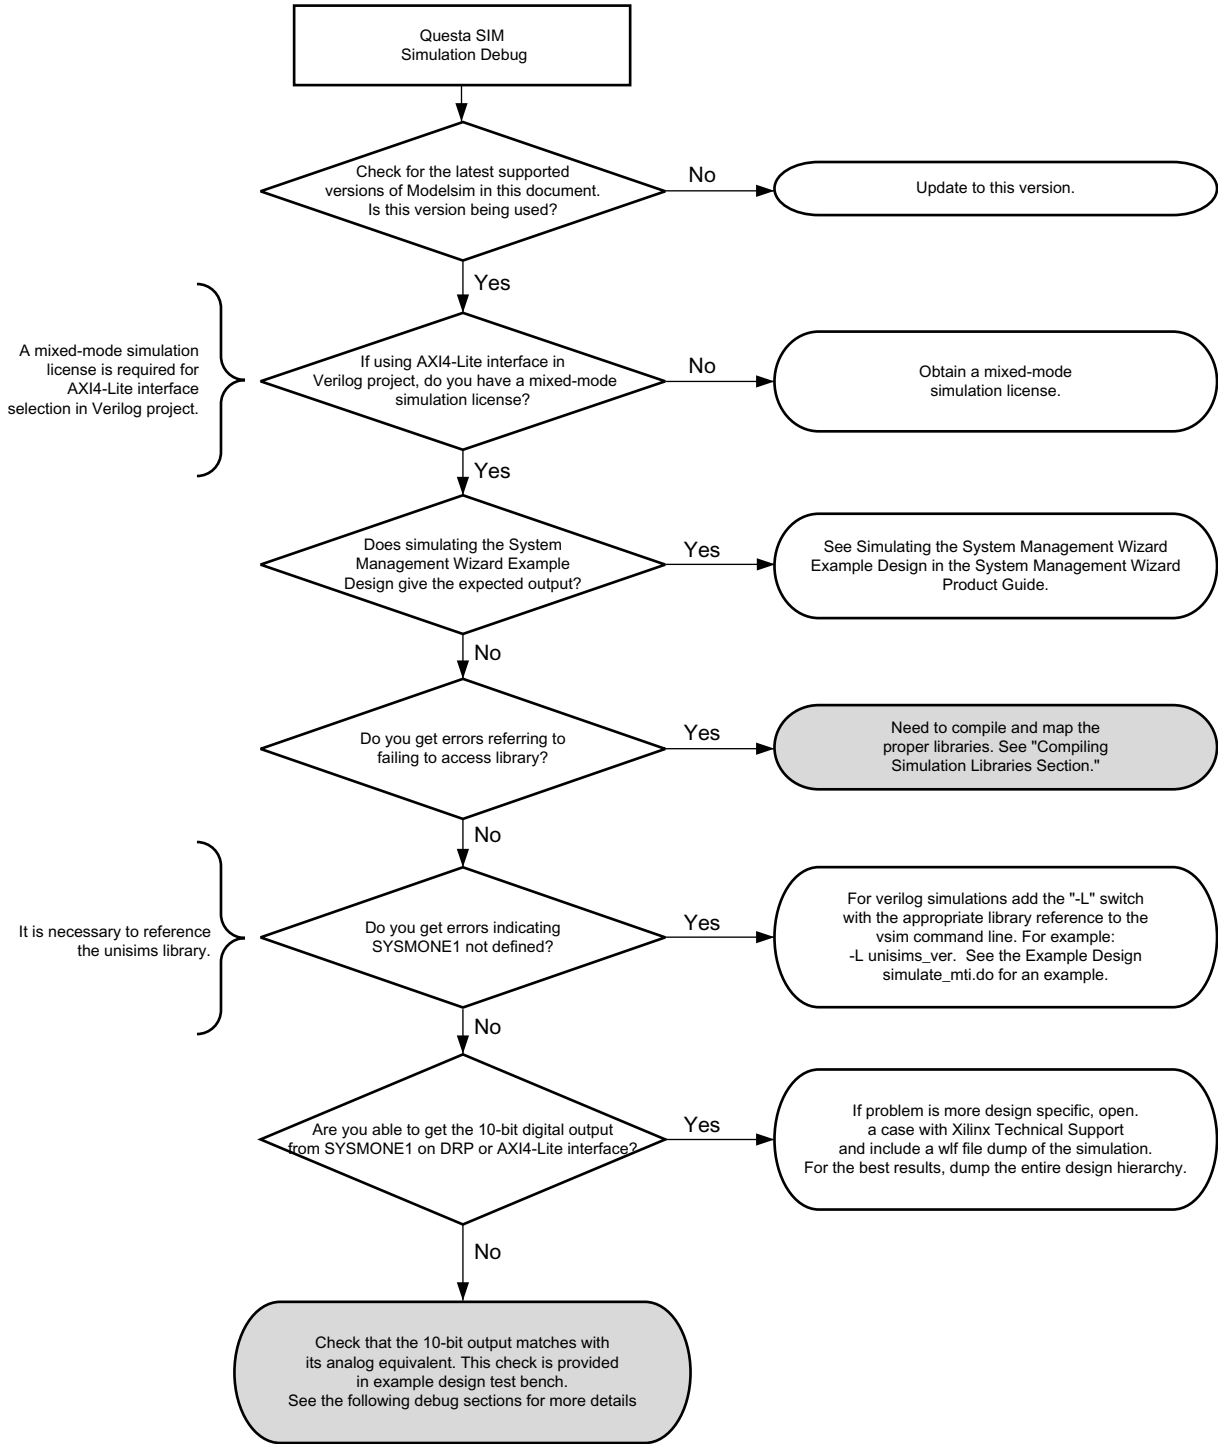 Questa SIM
Simulation Debug
Check for the latest supported
versions of Modelsim in this document.
Is this version being used?
No
Update to this version.
Yes
A mixed-mode simulation
license is required for
AXI4-Lite interface
selection in Verilog project.
If using AXI4-Lite interface in
Verilog project, do you have a mixed-mode
simulation license?
No
Obtain a mixed-mode
simulation license.
Yes
Does simulating the System
Management Wizard Example
Design give the expected output?
Yes
See Simulating the System Management Wizard
Example Design in the System Management Wizard
Product Guide.
No
Do you get errors referring to
failing to access library?
Yes
Need to compile and map the
proper libraries. See "Compiling
Simulation Libraries Section."
No
It is necessary to reference
the unisims library.
Do you get errors indicating
SYSMONE1 not defined?
Yes
For verilog simulations add the "-L" switch
with the appropriate library reference to the
vsim command line. For example:
-L unisims_ver. See the Example Design
simulate_mti.do for an example.
No
Are you able to get the 10-bit digital output
from SYSMONE1 on DRP or AXI4-Lite interface?
Yes
If problem is more design specific, open.
a case with Xilinx Technical Support
and include a wlf file dump of the simulation.
For the best results, dump the entire design hierarchy.
No
Check that the 10-bit output matches with
its analog equivalent. This check is provided
in example design test bench.
See the following debug sections for more details